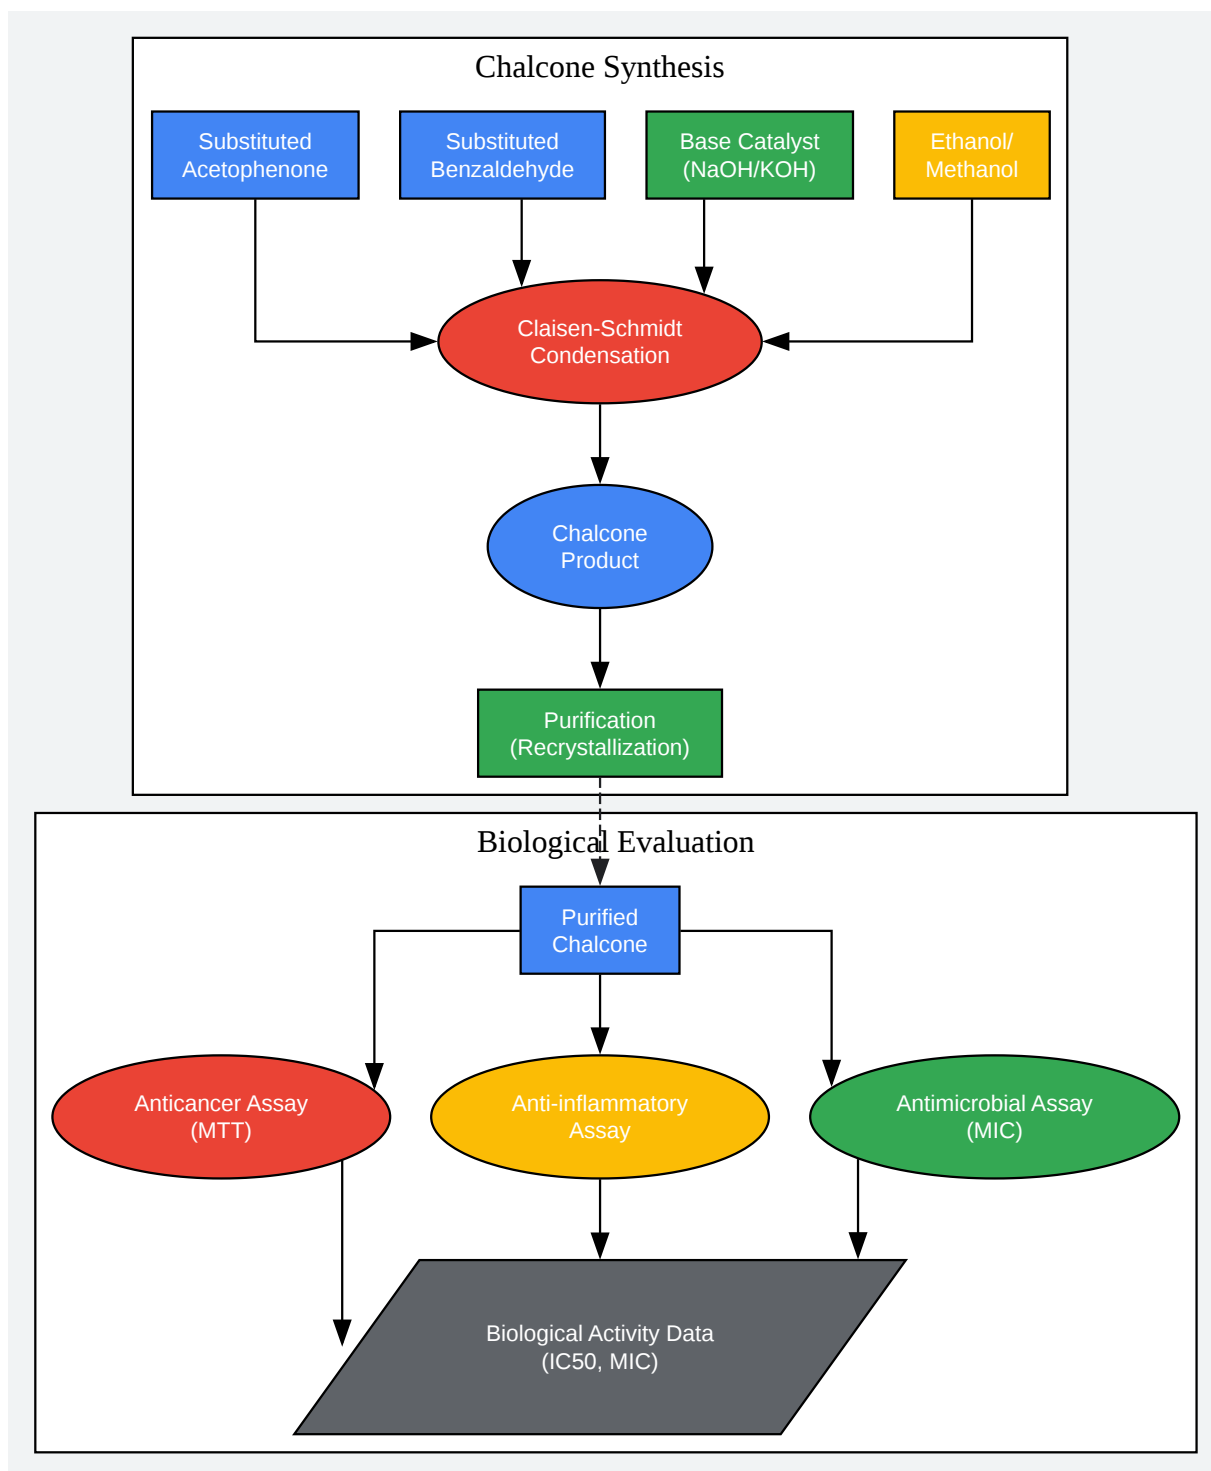 Chalcone Synthesis
Substituted
Acetophenone
Substituted
Benzaldehyde
Base Catalyst
(NaOH/KOH)
Ethanol/
Methanol
Claisen-Schmidt
Condensation
Chalcone
Product
Purification
(Recrystallization)
Biological Evaluation
Purified
Chalcone
Anticancer Assay
(MTT)
Anti-inflammatory
Assay
Antimicrobial Assay
(MIC)
Biological Activity Data
(IC50, MIC)